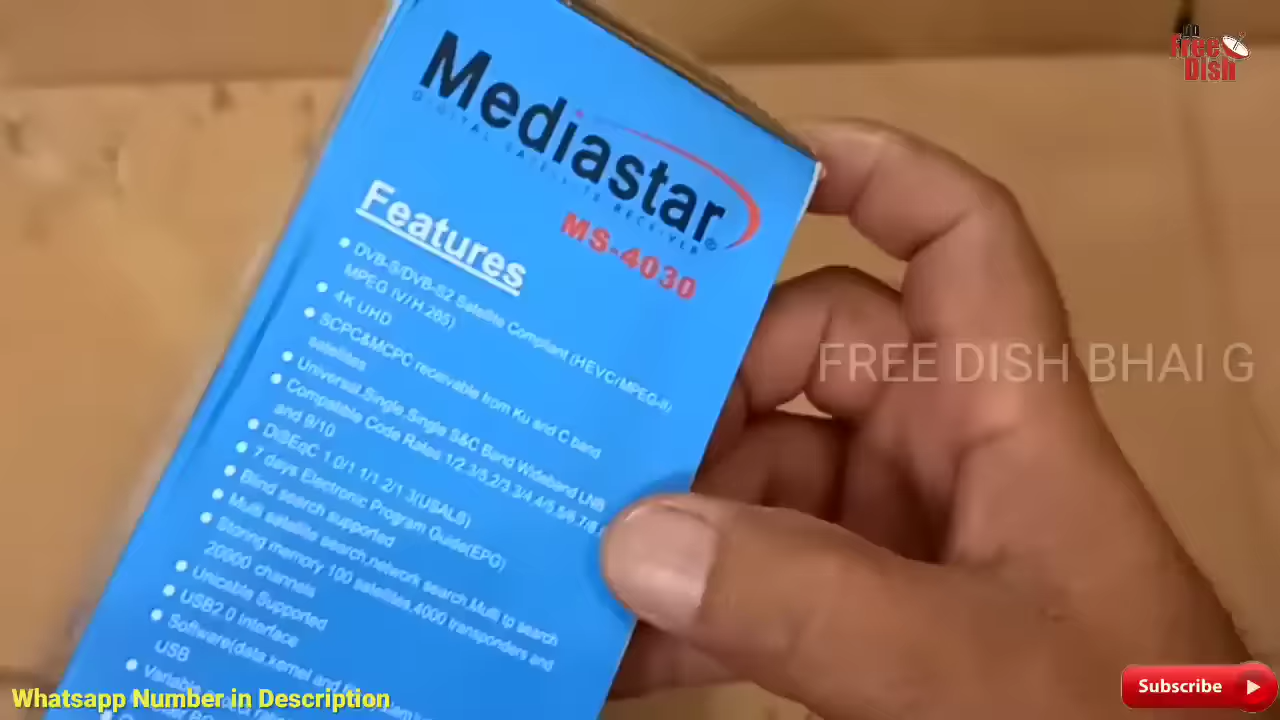 DD
free
Dish
Mediastar
DIGITAL SATELLITE RECEIVER
MS-4030
Features
DVB-S/DVB-S2 Satellite Compliant (HEVC/MPEG-II/
MPEG IV/H.265)
4K UHD
SCPC&MCPC receivable from Ku and C band
satellites
Universal,Single,Single S&C Band Wideband LNB
Compatible Code Rates 1/2,3/5,2/3,3/4,4/5,5/6,7/8,
and 9/10
DiSEqC 1.0/1.1/1.2/1.3(USALS)
7 days Electronic Program Guide(EPG)
Blind search supported
Multi satellite search,network search,Multi tp search
Storing memory 100 satellites,4000 transponders and
20000 channels
Unicable Supported
USB2.0 Interface
Software(data,kernel and
USB
Variable
FREE DISH BHAI G
Whatsapp Number in Description
Subscribe